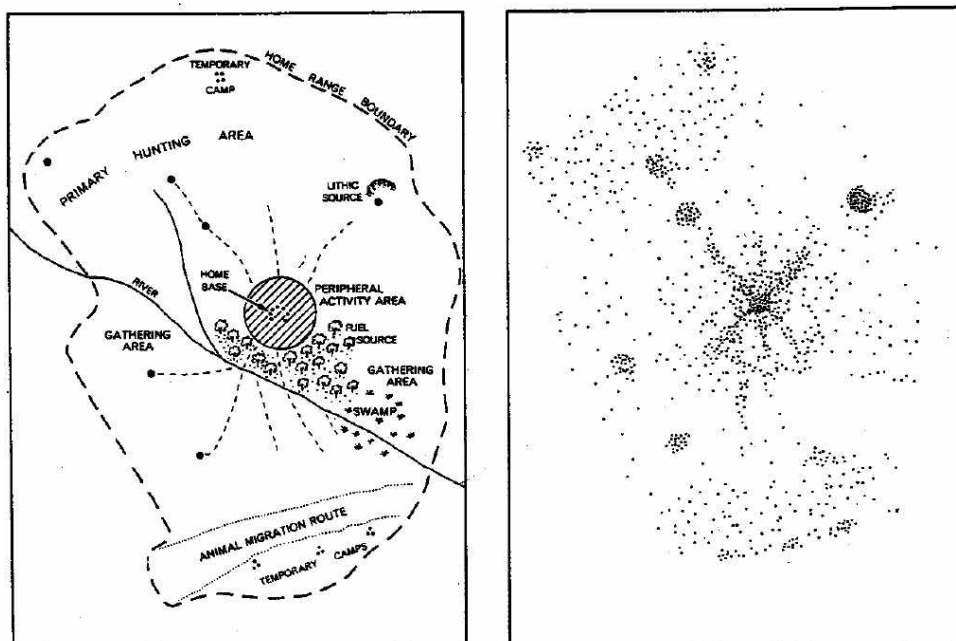 TEMPORARY
CAMP
HOME RANGE BOUNDARY
PRIMARY HUNTING AREA
LITHIC
SOURCE
HOME
BASE
PERIPHERAL
ACTIVITY AREA
RIVER
FUEL
SOURCE
GATHERING
AREA
GATHERING
AREA
SWAMP
ANIMAL MIGRATION ROUTE
TEMPORARY CAMPS